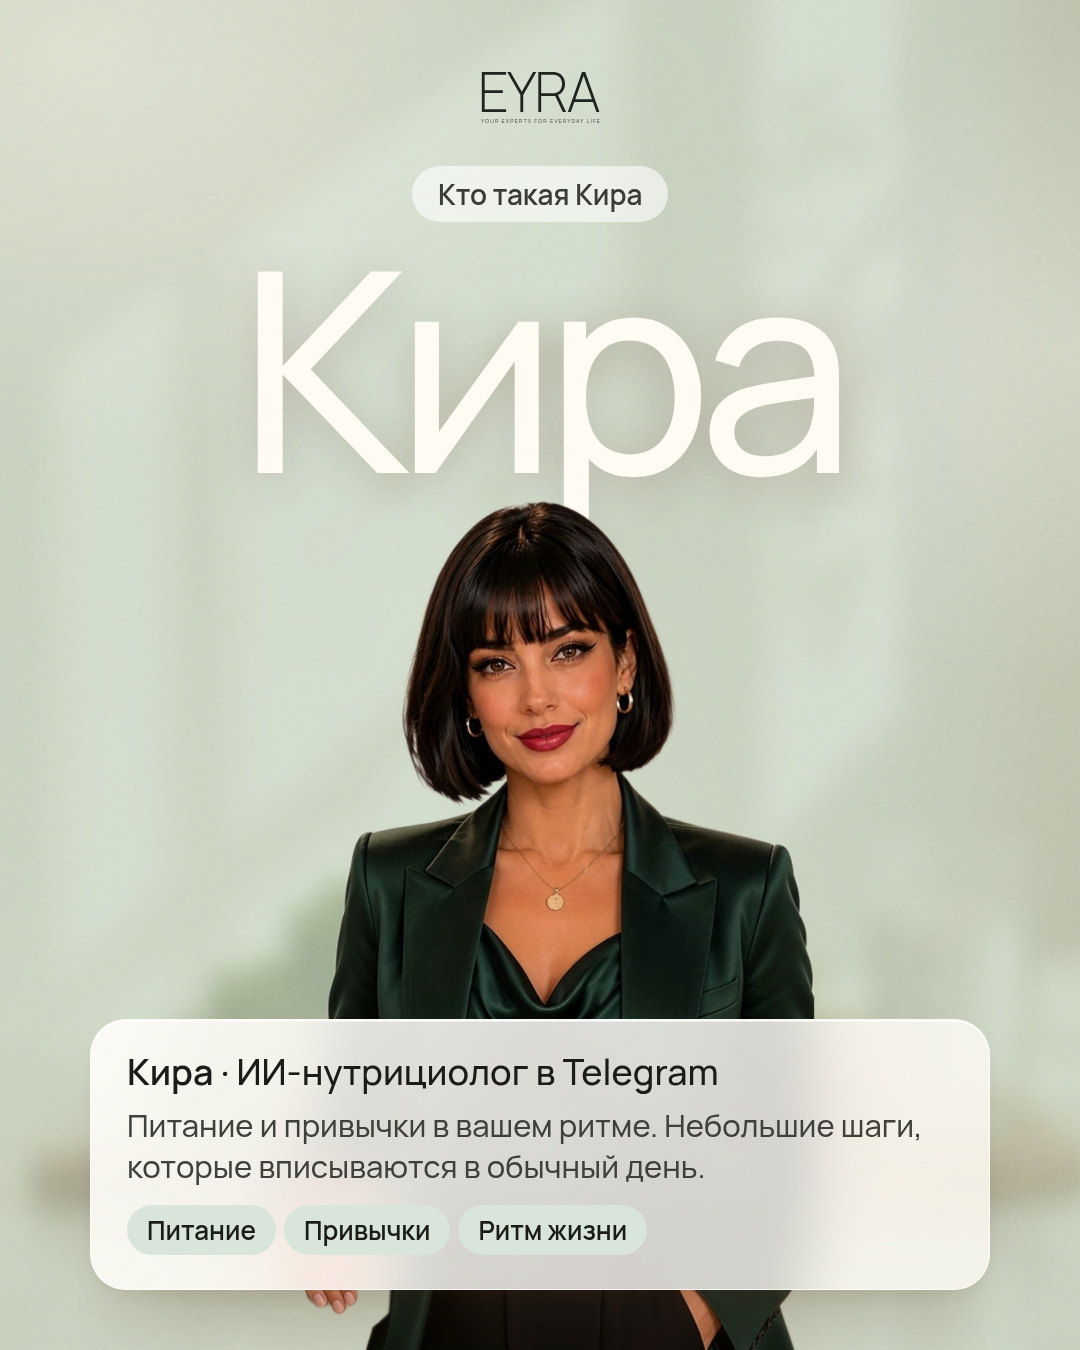 EYRA
YOUR EXPERTS FOR EVERYDAY LIFE
Кто такая Кира
Кира
Кира · ИИ-нутрициолог в Telegram
Питание и привычки в вашем ритме. Небольшие шаги,
которые вписываются в обычный день.
Питание Привычки Ритм жизни